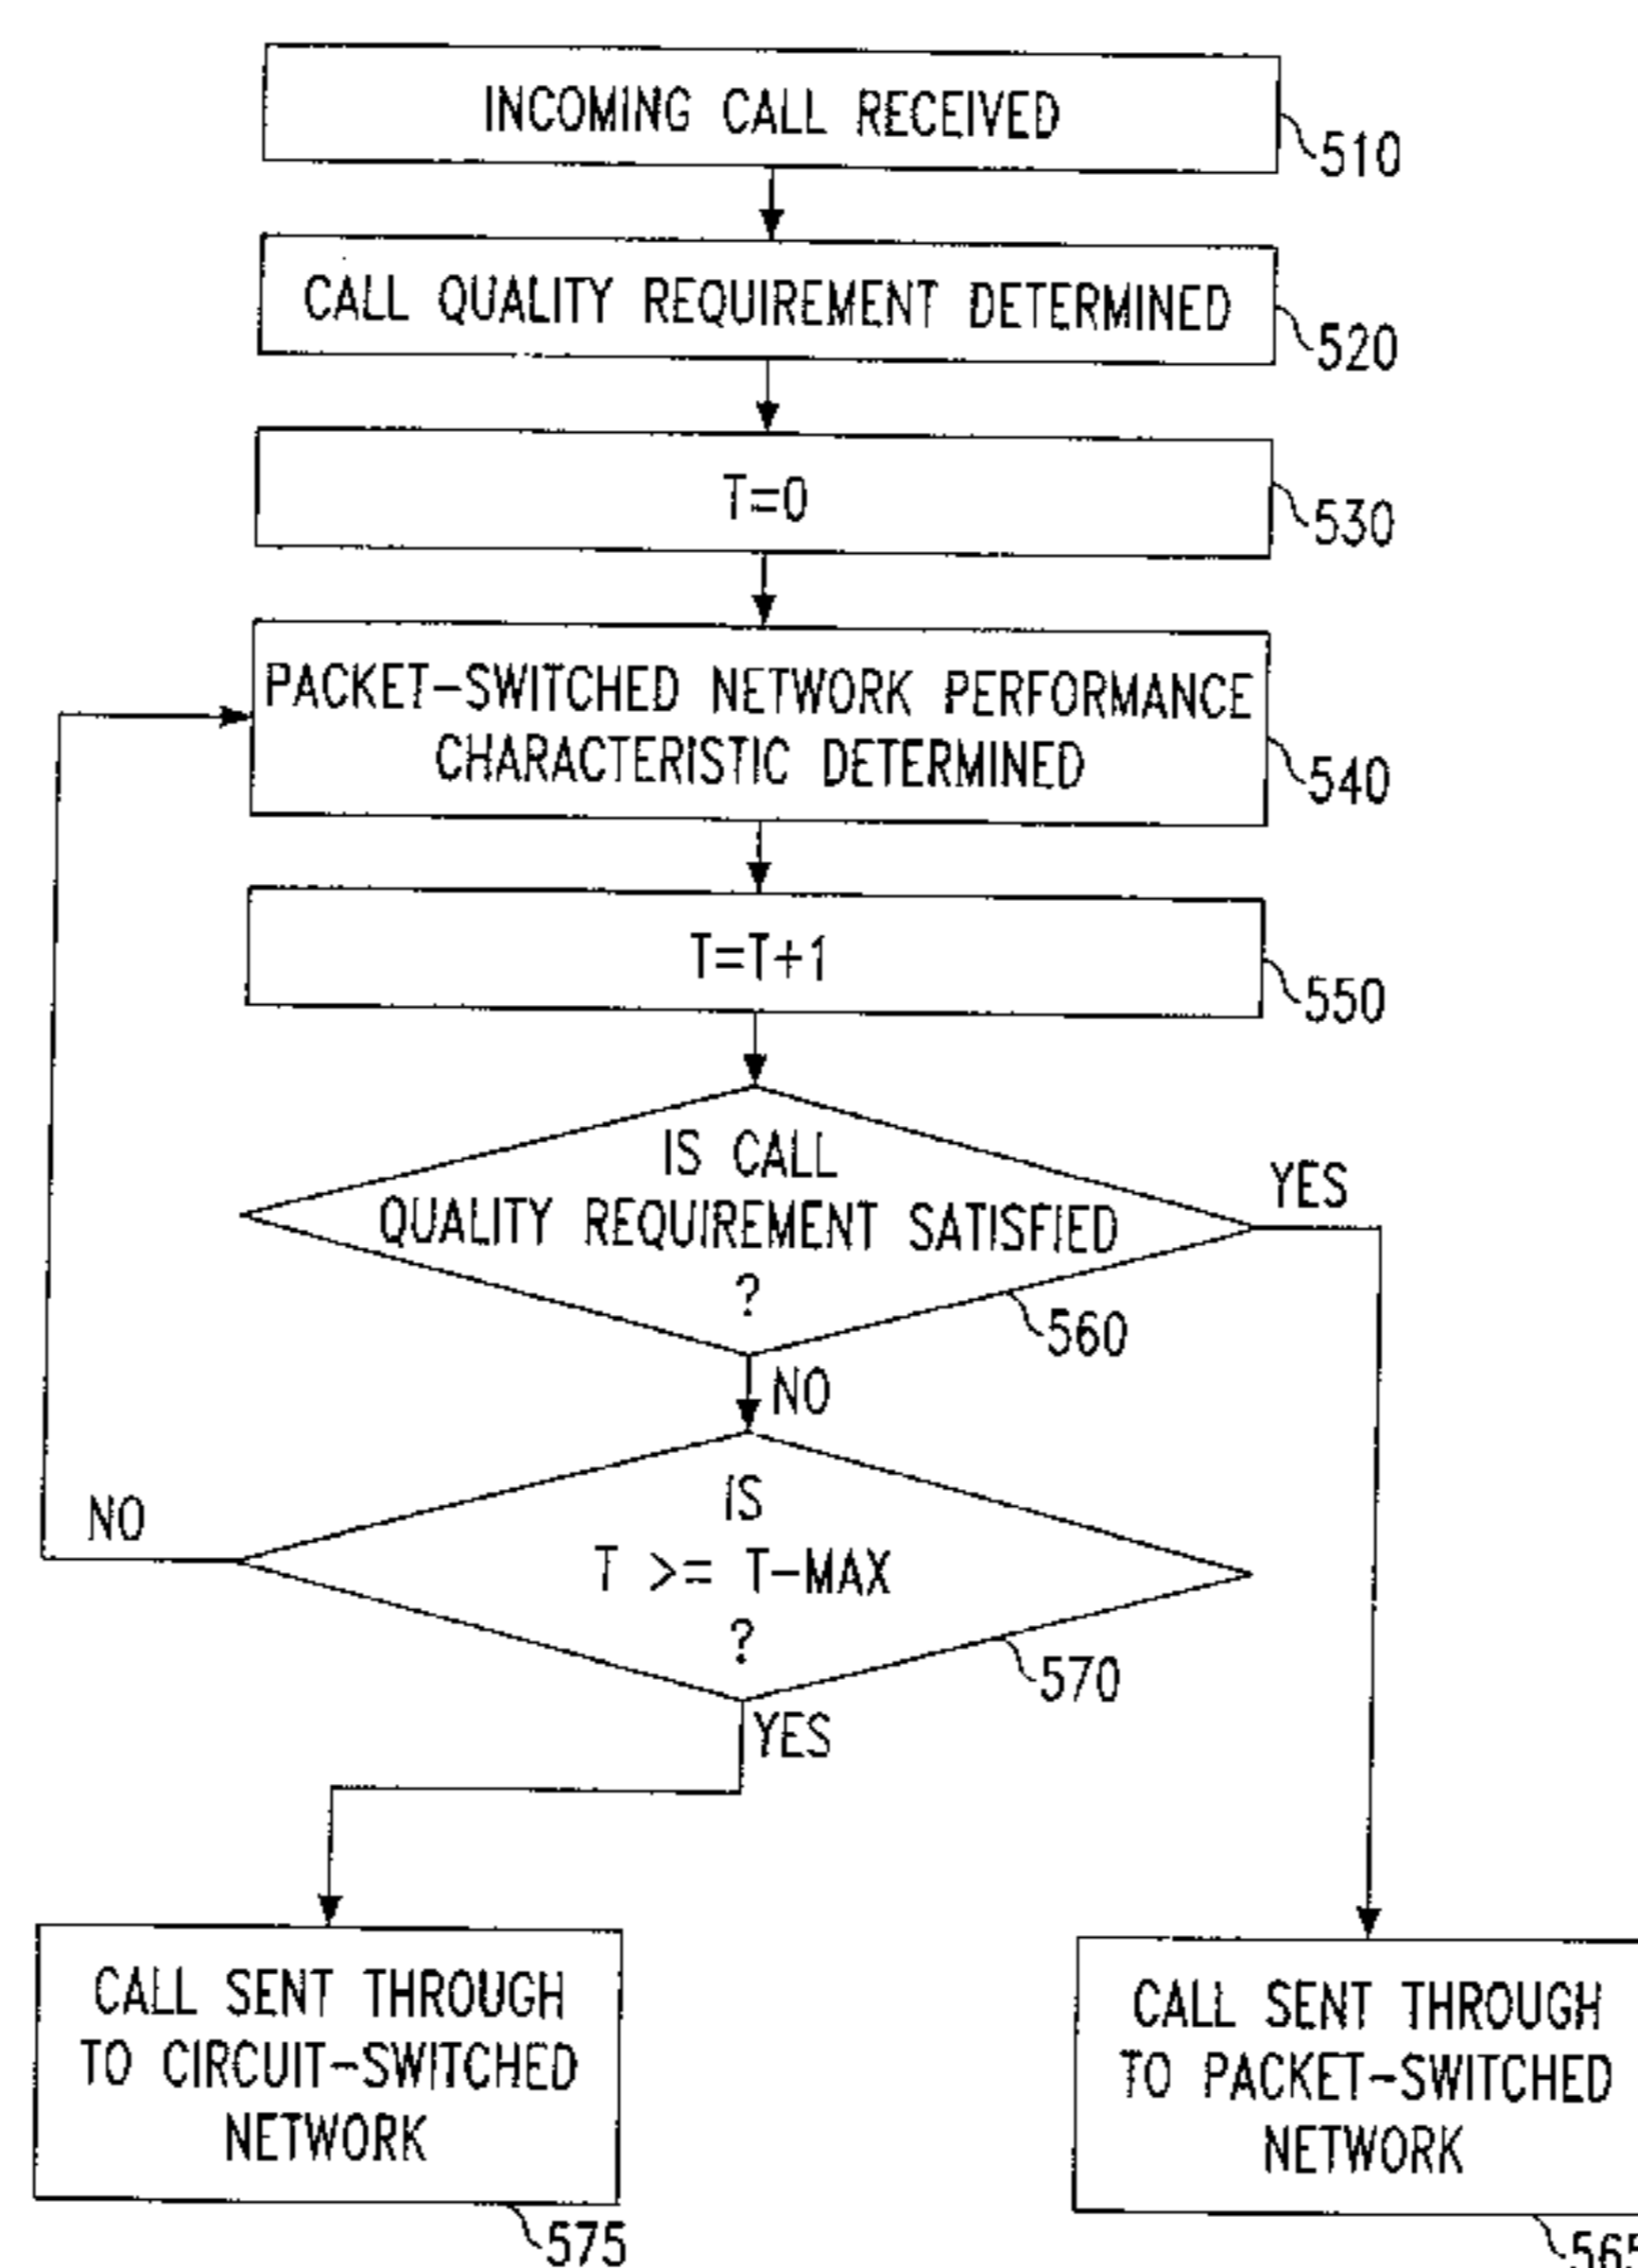 INCOMING CALL RECEIVED
510
CALL QUALITY REQUIREMENT DETERMINED
520
T=0
530
PACKET-SWITCHED NETWORK PERFORMANCE
CHARACTERISTIC DETERMINED
540
T=T+1
550
IS CALL
QUALITY REQUIREMENT SATISFIED
?
YES
560
NO
IS
T >= T-MAX
?
NO
570
YES
CALL SENT THROUGH
TO CIRCUIT-SWITCHED
NETWORK
575
CALL SENT THROUGH
TO PACKET-SWITCHED
NETWORK
565